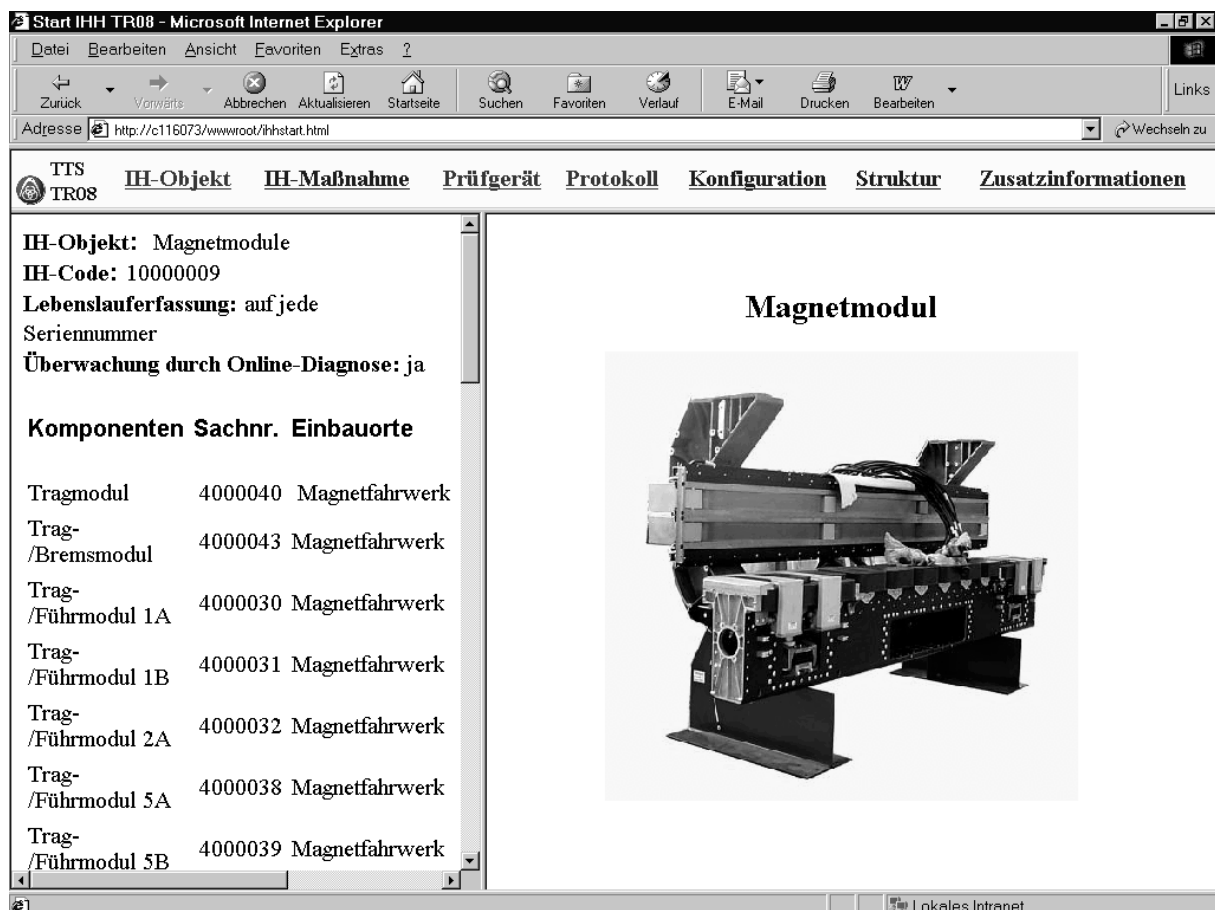 Start IHH TR08 - Microsoft Internet Explorer
Datei Bearbeiten Ansicht Favoriten Extras ?
Zurück Vorwärts Abbrechen Aktualisieren Startseite Suchen Favoriten Verlauf E-Mail Drucken Bearbeiten Links
Adresse http://c116073/wwwroot/ihhstart.html Wechseln zu
TTS
TR08
IH-Objekt IH-Maßnahme Prüfgerät Protokoll Konfiguration Struktur Zusatzinformationen
IH-Objekt: Magnetmodule
IH-Code: 10000009
Lebenslauferfassung: auf jede
Seriennummer
Überwachung durch Online-Diagnose: ja
Komponenten Sachnr. Einbauorte
Tragmodul 4000040 Magnetfahrwerk
Trag-
/Bremsmodul 4000043 Magnetfahrwerk
Trag-
/Führmodul 1A 4000030 Magnetfahrwerk
Trag-
/Führmodul 1B 4000031 Magnetfahrwerk
Trag-
/Führmodul 2A 4000032 Magnetfahrwerk
Trag-
/Führmodul 5A 4000038 Magnetfahrwerk
Trag-
/Führmodul 5B 4000039 Magnetfahrwerk
Magnetmodul
Lokales Intranet